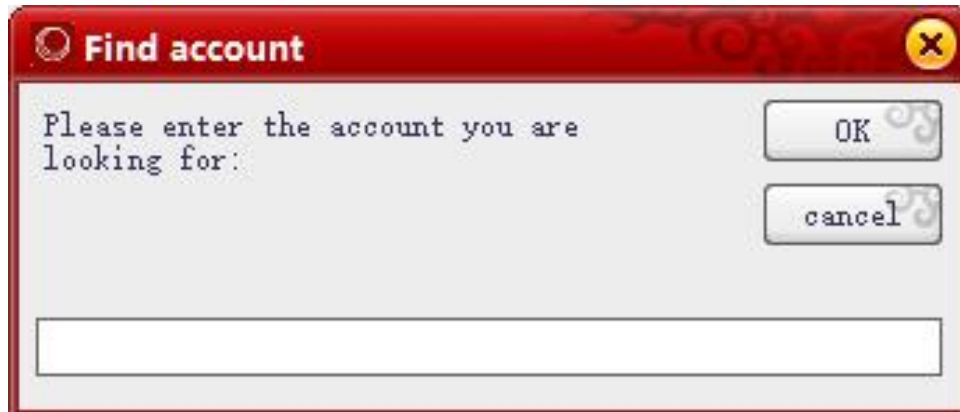 Find account
Please enter the account you are
looking for:
OK
cancel